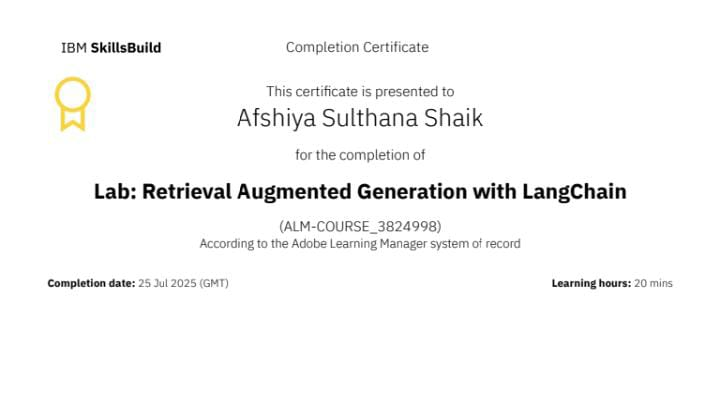 IBM SkillsBuild
Completion Certificate
This certificate is presented to
Afshiya Sulthana Shaik
for the completion of
Lab: Retrieval Augmented Generation with LangChain
(ALM-COURSE_3824998)
According to the Adobe Learning Manager system of record
Completion date: 25 Jul 2025 (GMT)
Learning hours: 20 mins